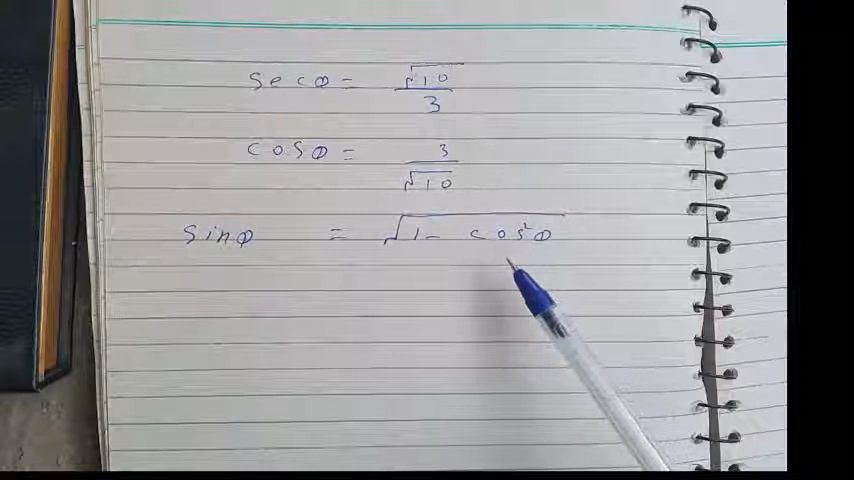 secθ = √10/3
cosθ = 3/√10
sinθ = √1- cos²θ